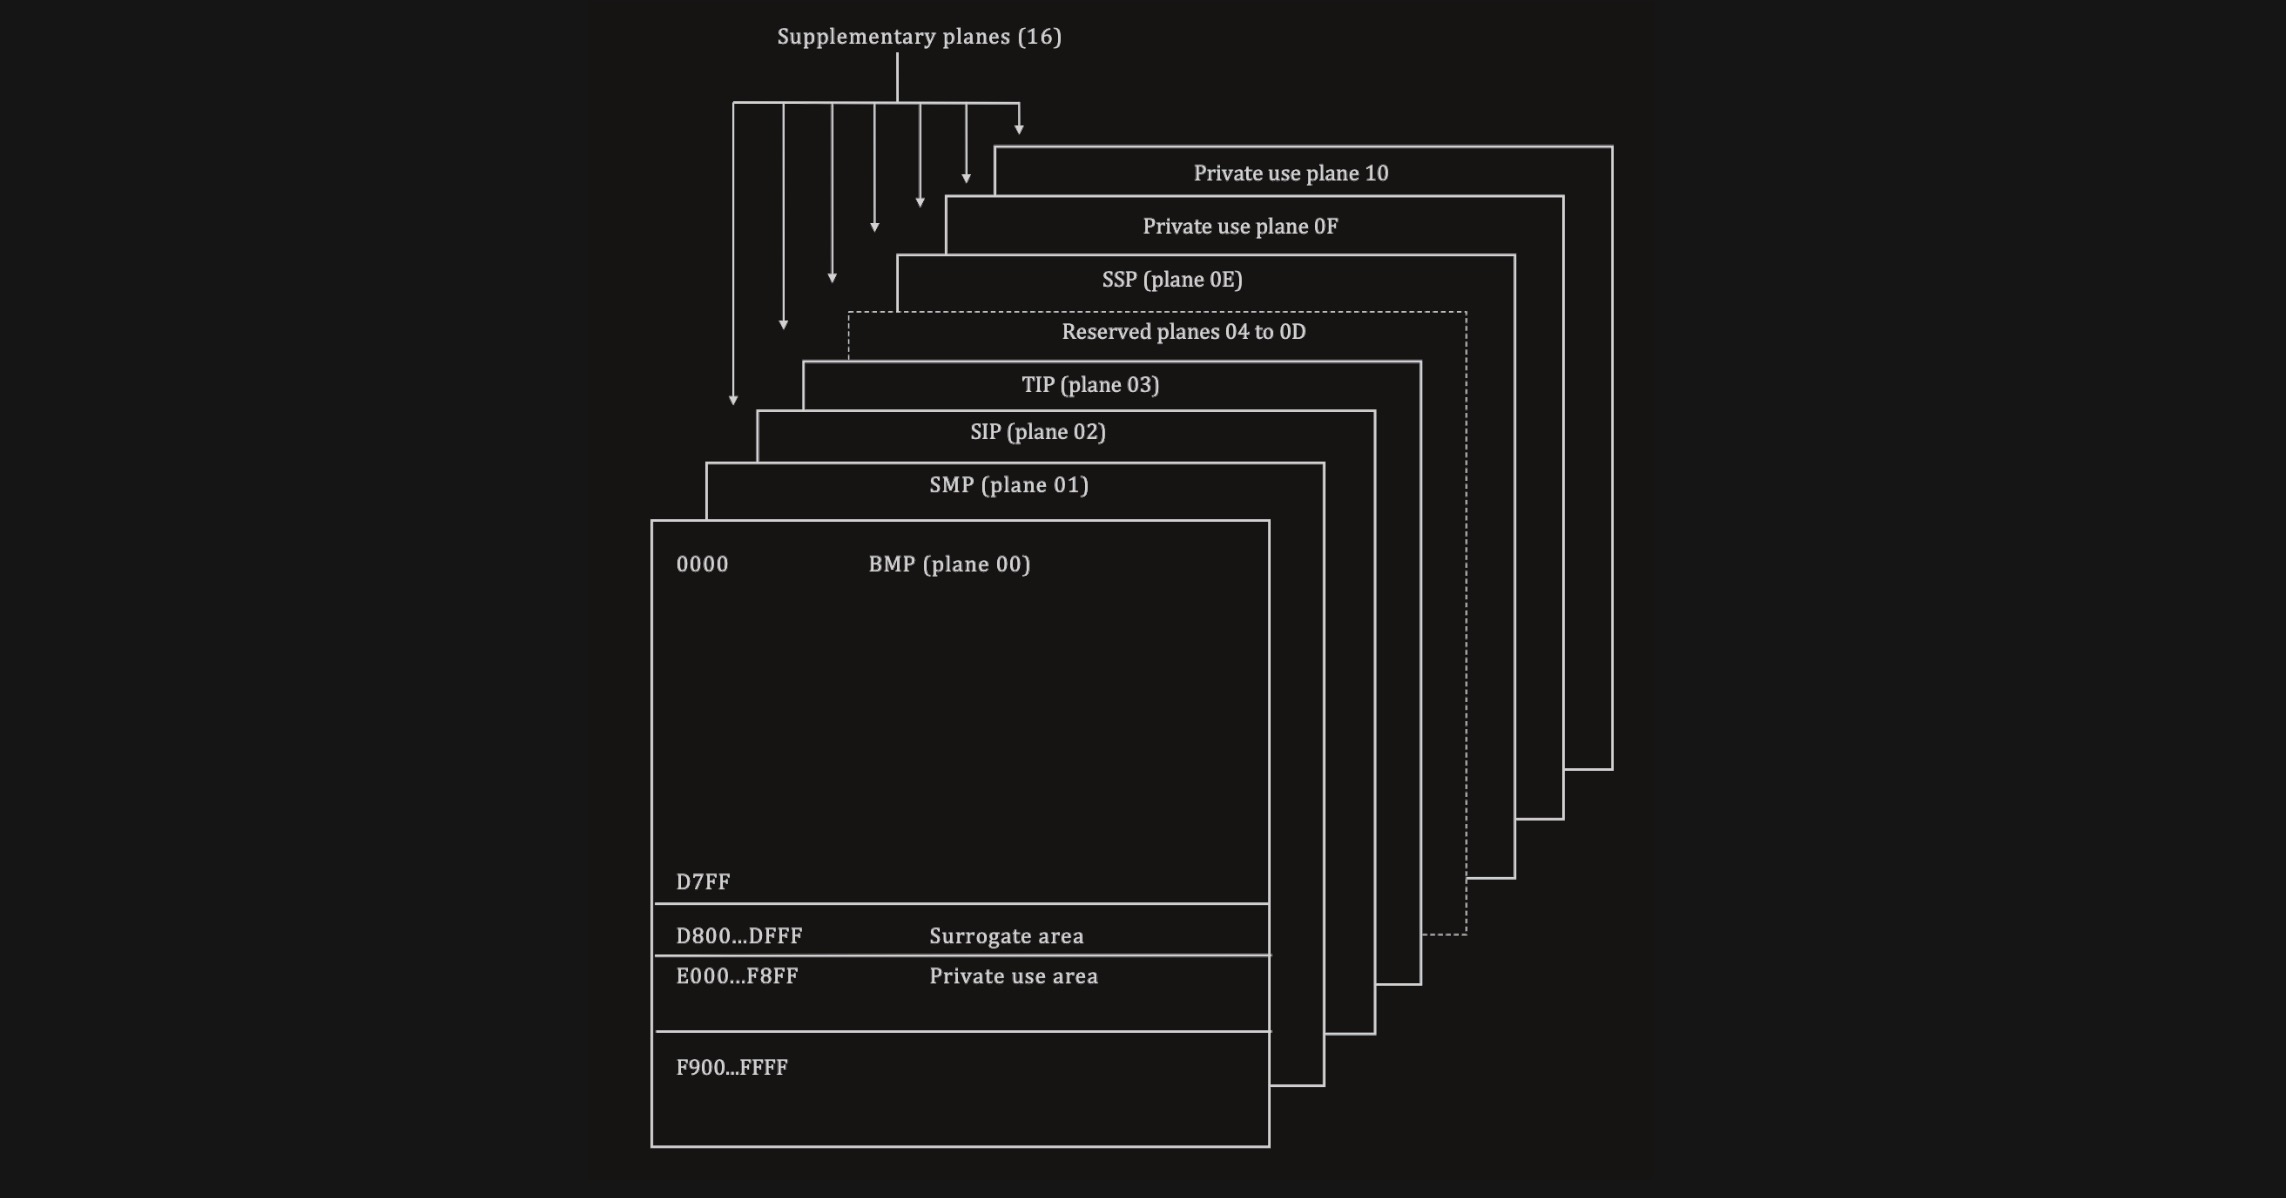 Supplementary planes (16)
Private use plane 10
Private use plane 0F
SSP (plane 0E)
Reserved planes 04 to 0D
TIP (plane 03)
SIP (plane 02)
SMP (plane 01)
0000 BMP (plane 00)
D7FF
D800...DFFF Surrogate area
E000...F8FF Private use area
F900...FFFF